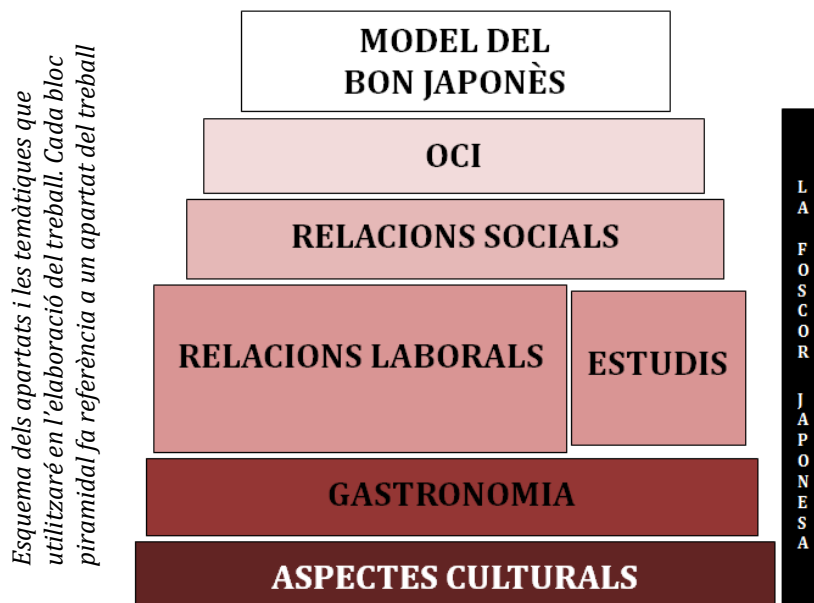 Esquema dels apartats i les temàtiques que
utilitzaré en l'elaboració del treball. Cada bloc
piramidal fa referència a un apartat del treball
MODEL DEL
BON JAPONÈS
OCI
RELACIONS SOCIALS
RELACIONS LABORALS
ESTUDIS
GASTRONOMIA
ASPECTES CULTURALS
LA FOSCOR JAPONESA